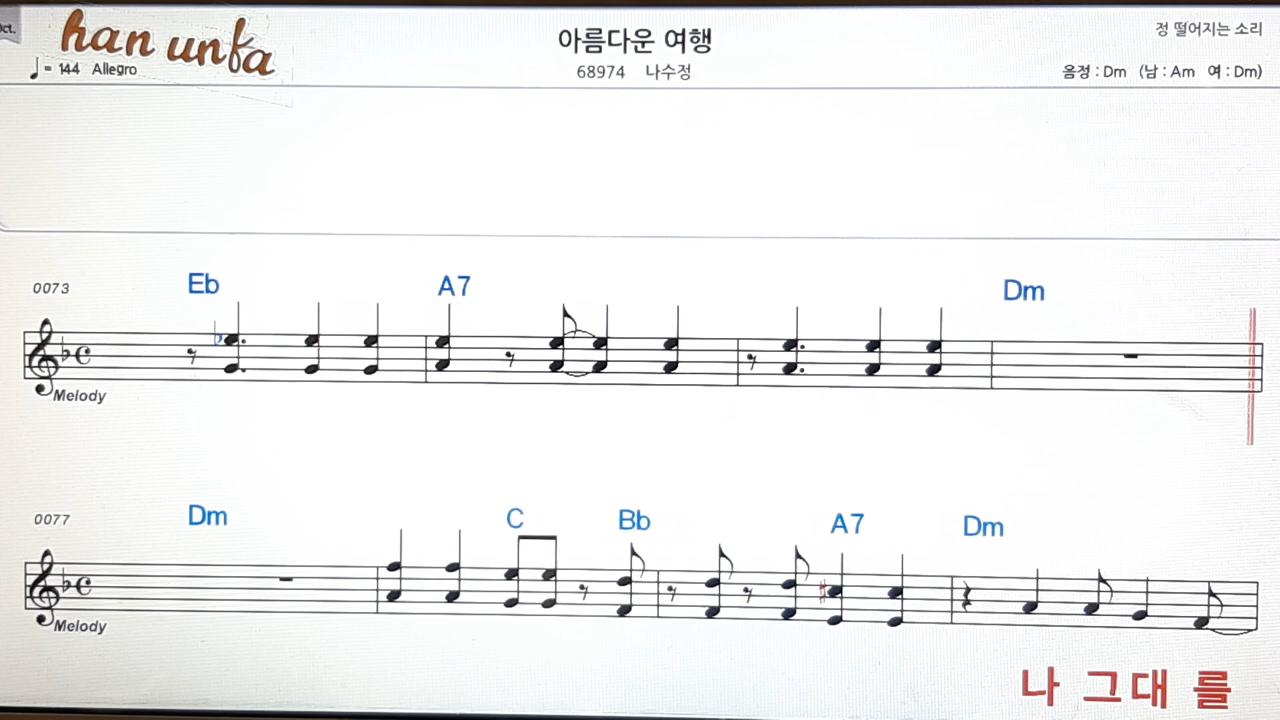 Oct.
han unfa
아름다운 여행
정 떨어지는 소리
♩= 144 Allegro
68974 나수정
음정 : Dm (남 : Am 여 : Dm)
0073 Eb A7 Dm
Melody
0077 Dm C Bb A7 Dm
Melody
나 그대 를